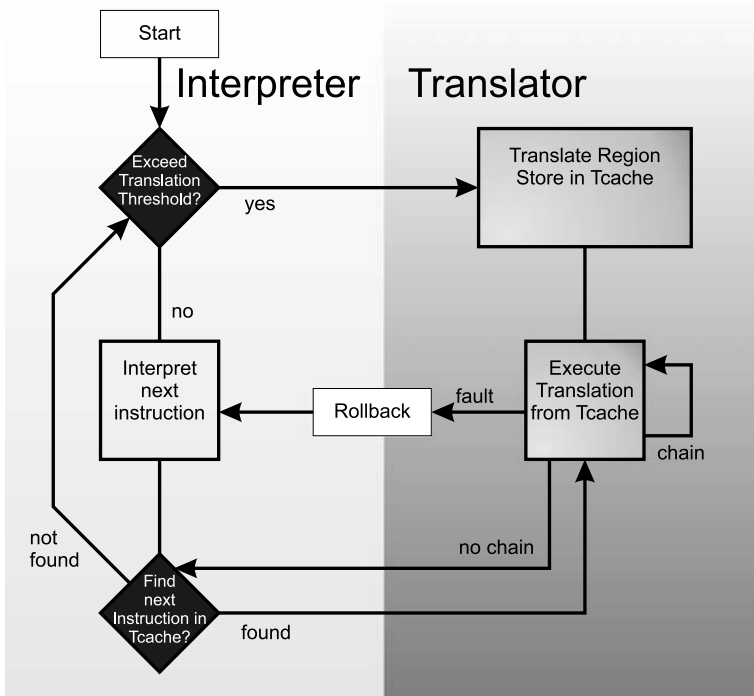 Start
Interpreter
Translator
Exceed
Translation
Threshold?
yes
Translate Region
Store in Tcache
no
Interpret
next
instruction
Rollback
fault
Execute
Translation
from Tcache
chain
not
found
no chain
Find
next
Instruction in
Tcache?
found